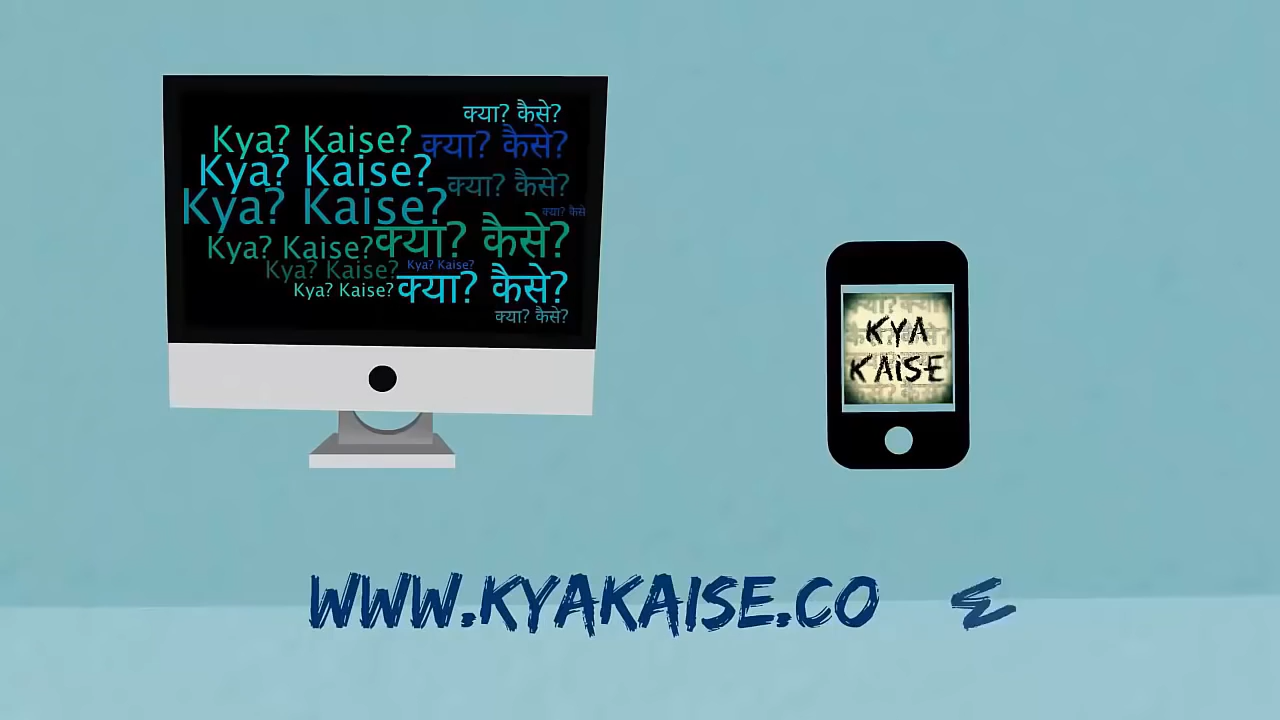 क्या? कैसे?
Kya? Kaise? क्या? कैसे?
Kya? Kaise? क्या? कैसे?
Kya? Kaise? क्या? कैसे
Kya? Kaise? क्या? कैसे?
Kya? Kaise? Kya? Kaise?
Kya? Kaise? क्या? कैसे?
क्या? कैसे?
KYA
KAISE
WWW.KYAKAISE.CO